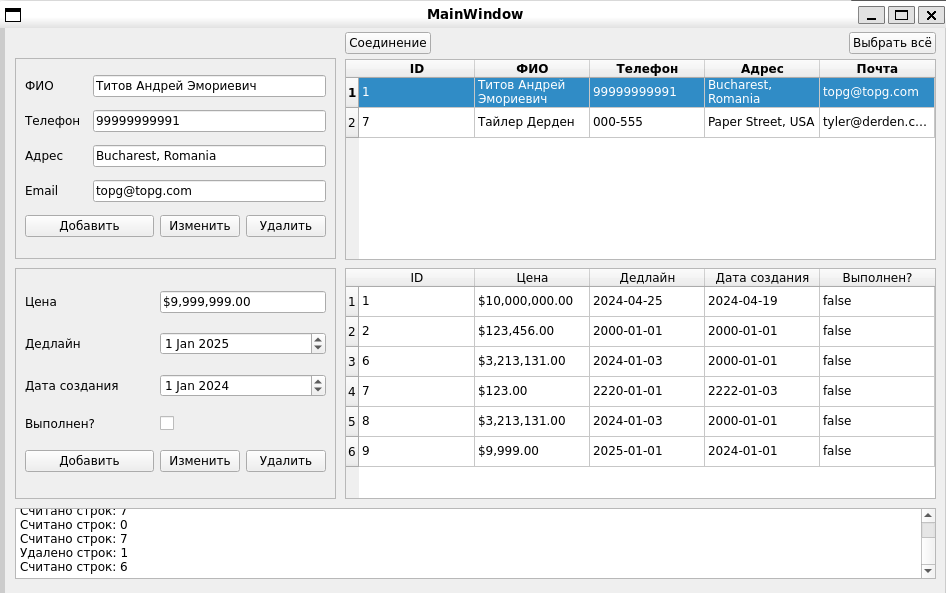 MainWindow
Соединение Выбрать всё
ФИО Титов Андрей Эмориевич
Телефон 99999999991
Адрес Bucharest, Romania
Email topg@topg.com
Добавить Изменить Удалить
ID ФИО Телефон Адрес Почта
1 1 Титов Андрей Эмориевич 99999999991 Bucharest, Romania topg@topg.com
2 7 Тайлер Дерден 000-555 Paper Street, USA tyler@derden.c...
Цена $9,999,999.00
Дедлайн 1 Jan 2025
Дата создания 1 Jan 2024
Выполнен?
Добавить Изменить Удалить
ID Цена Дедлайн Дата создания Выполнен?
1 1 $10,000,000.00 2024-04-25 2024-04-19 false
2 2 $123,456.00 2000-01-01 2000-01-01 false
3 6 $3,213,131.00 2024-01-03 2000-01-01 false
4 7 $123.00 2220-01-01 2222-01-03 false
5 8 $3,213,131.00 2024-01-03 2000-01-01 false
6 9 $9,999.00 2025-01-01 2024-01-01 false
Считано строк: 7
Считано строк: 0
Считано строк: 7
Удалено строк: 1
Считано строк: 6